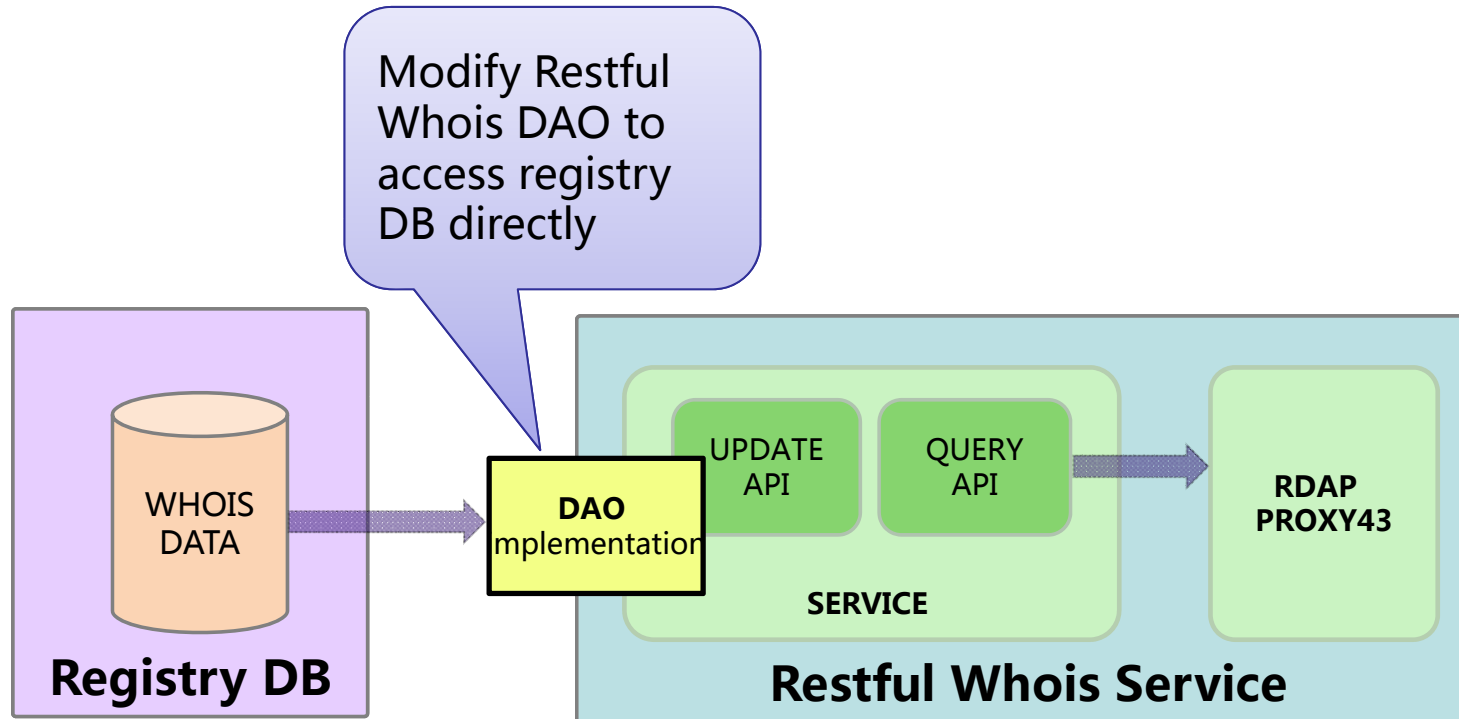 Modify Restful
Whois DAO to
access registry
DB directly
WHOIS
DATA
Registry DB
DAO
mplementation
UPDATE
API
QUERY
API
SERVICE
RDAP
PROXY43
Restful Whois Service